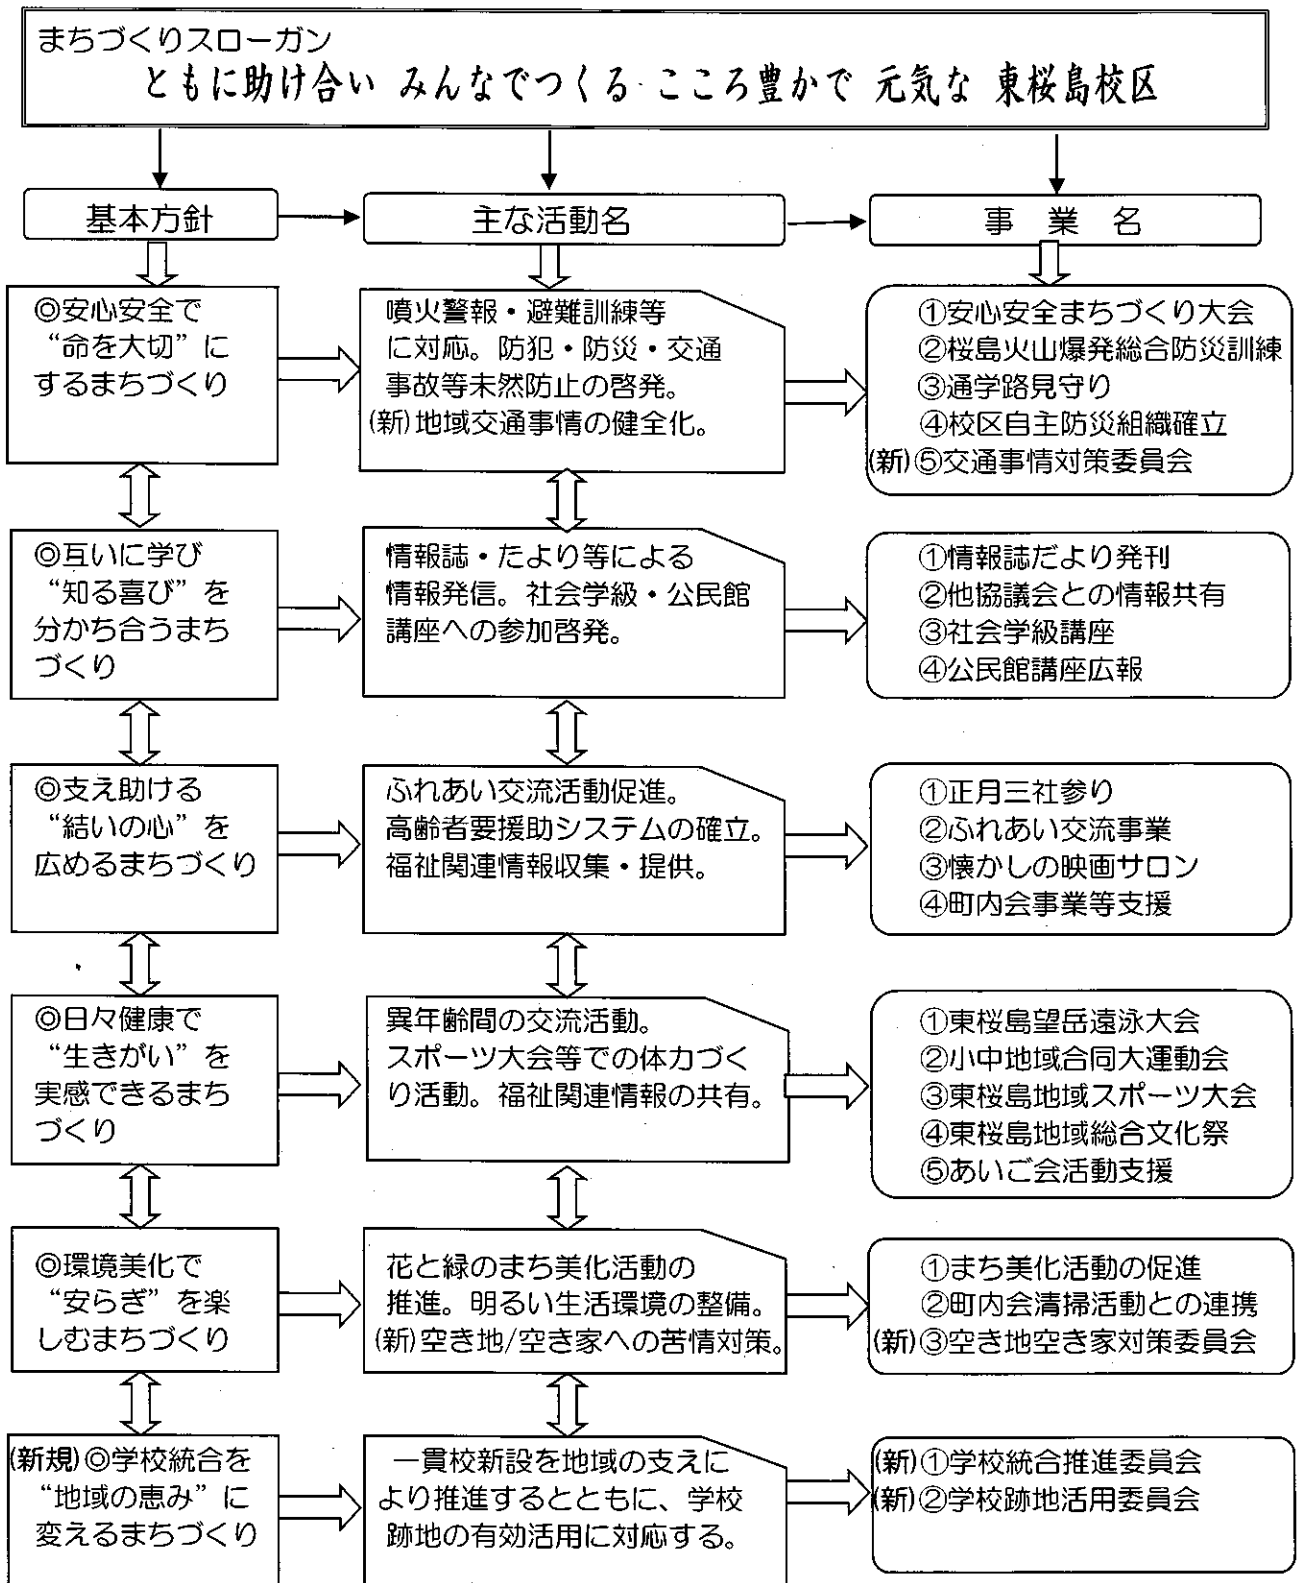 まちづくりスローガン
ともに助け合い みんなでつくる こころ豊かで 元気な 東桜島校区
基本方針
主な活動名
事 業 名
◎安心安全で
“命を大切”に
するまちづくり
噴火警報・避難訓練等
に対応。防犯・防災・交通
事故等未然防止の啓発。
(新)地域交通事情の健全化。
①安心安全まちづくり大会
②桜島火山爆発総合防災訓練
③通学路見守り
④校区自主防災組織確立
(新)⑤交通事情対策委員会
◎互いに学び
“知る喜び”を
分かち合うまち
づくり
情報誌・たより等による
情報発信。社会学級・公民館
講座への参加啓発。
①情報誌だより発刊
②他協議会との情報共有
③社会学級講座
④公民館講座広報
◎支え助ける
“結いの心”を
広めるまちづくり
ふれあい交流活動促進。
高齢者要援助システムの確立。
福祉関連情報収集・提供。
①正月三社参り
②ふれあい交流事業
③懐かしの映画サロン
④町内会事業等支援
◎日々健康で
“生きがい”を
実感できるまち
づくり
異年齢間の交流活動。
スポーツ大会等での体力づく
り活動。福祉関連情報の共有。
①東桜島望岳遠泳大会
②小中地域合同大運動会
③東桜島地域スポーツ大会
④東桜島地域総合文化祭
⑤あいご会活動支援
◎環境美化で
“安らぎ”を楽
しむまちづくり
花と緑のまち美化活動の
推進。明るい生活環境の整備。
(新)空き地/空き家への苦情対策。
①まち美化活動の促進
②町内会清掃活動との連携
(新)③空き地空き家対策委員会
(新規)◎学校統合を
“地域の恵み”に
変えるまちづくり
一貫校新設を地域の支えに
より推進するとともに、学校
跡地の有効活用に対応する。
(新)①学校統合推進委員会
(新)②学校跡地活用委員会